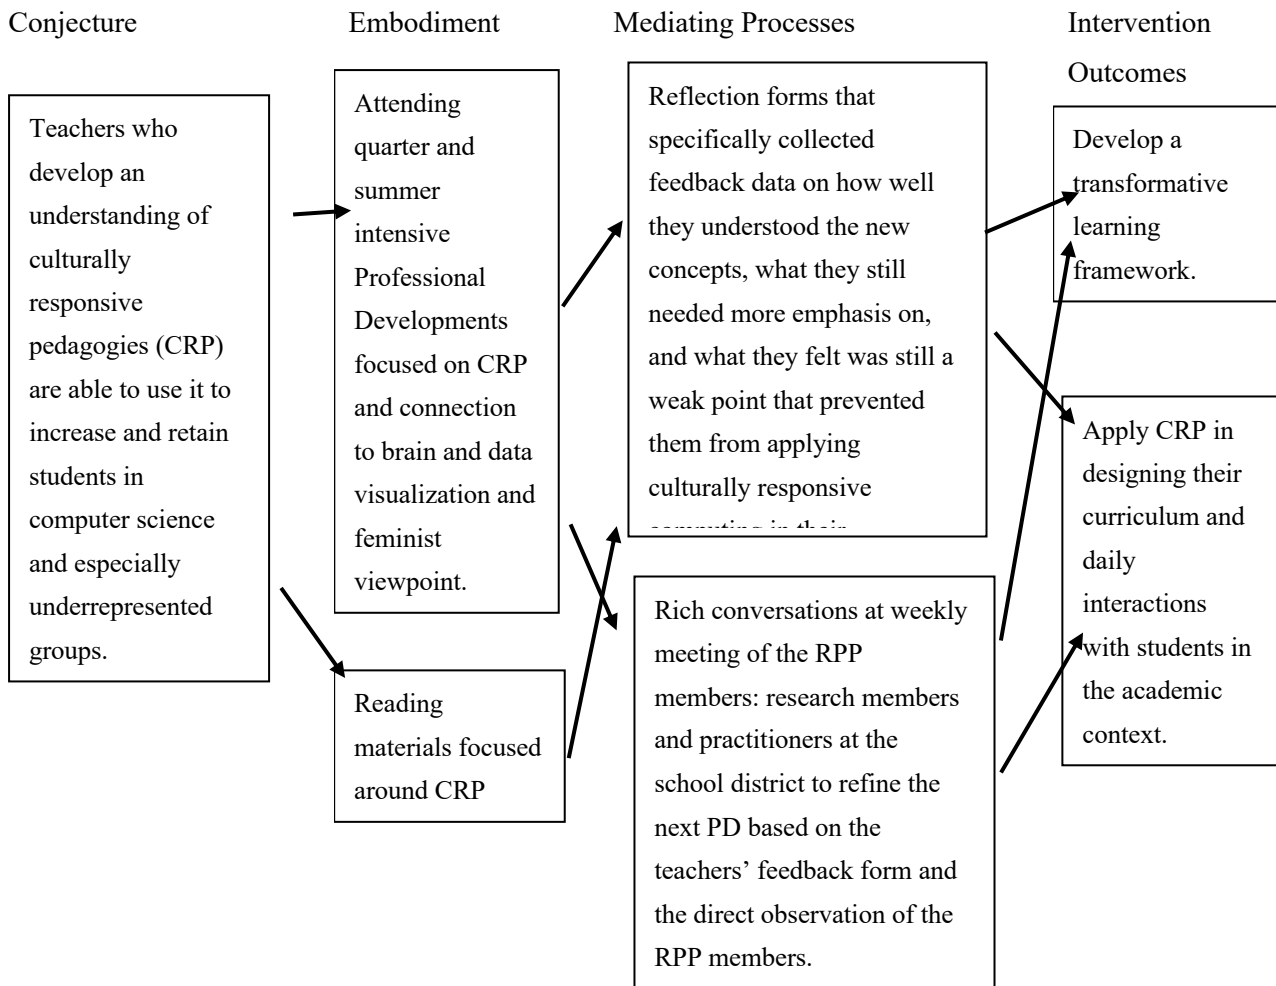 Conjecture
Embodiment
Mediating Processes
Intervention
Outcomes
Teachers who
develop an
understanding of
culturally
responsive
pedagogies (CRP)
are able to use it to
increase and retain
students in
computer science
and especially
underrepresented
groups.
Attending
quarter and
summer
intensive
Professional
Developments
focused on CRP
and connection
to brain and data
visualization and
feminist
viewpoint.
Reading
materials focused
around CRP
Reflection forms that
specifically collected
feedback data on how well
they understood the new
concepts, what they still
needed more emphasis on,
and what they felt was still a
weak point that prevented
them from applying
culturally responsive
computing in their
Rich conversations at weekly
meeting of the RPP
members: research members
and practitioners at the
school district to refine the
next PD based on the
teachers’ feedback form and
the direct observation of the
RPP members.
Develop a
transformative
learning
framework.
Apply CRP in
designing their
curriculum and
daily
interactions
with students in
the academic
context.